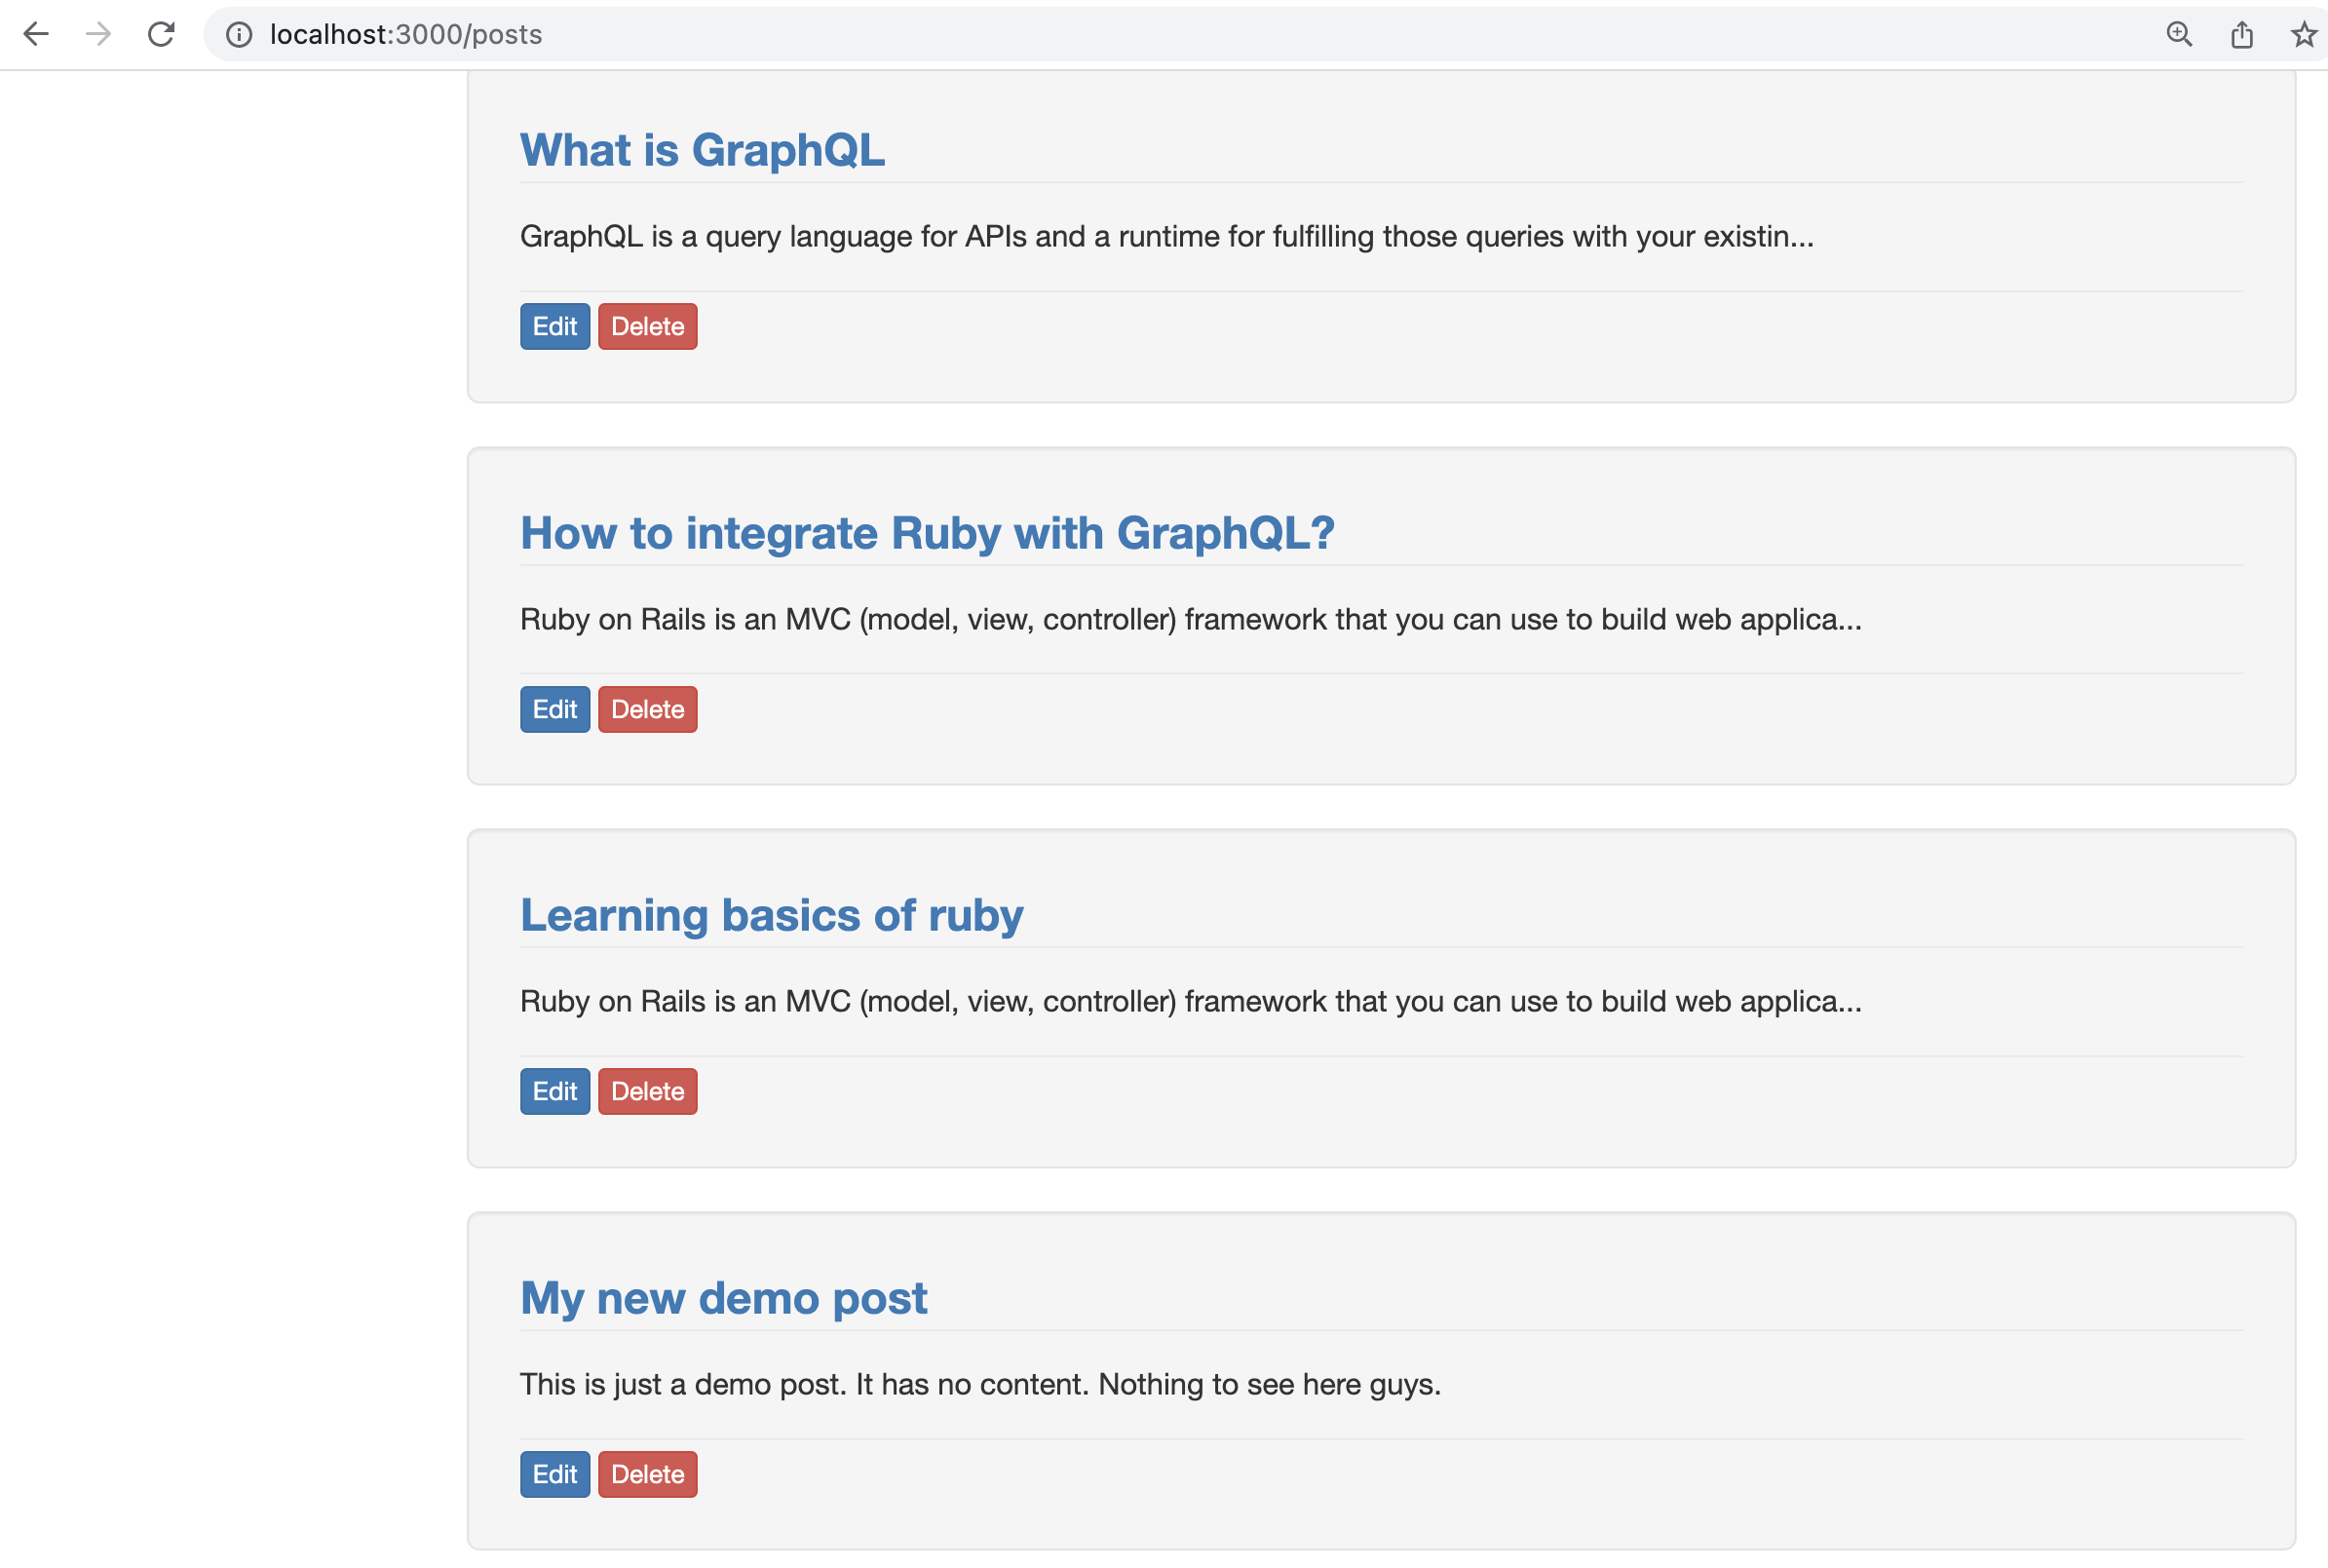 localhost:3000/posts
What is GraphQL
GraphQL is a query language for APIs and a runtime for fulfilling those queries with your existin...
Edit Delete
How to integrate Ruby with GraphQL?
Ruby on Rails is an MVC (model, view, controller) framework that you can use to build web applica...
Edit Delete
Learning basics of ruby
Ruby on Rails is an MVC (model, view, controller) framework that you can use to build web applica...
Edit Delete
My new demo post
This is just a demo post. It has no content. Nothing to see here guys.
Edit Delete